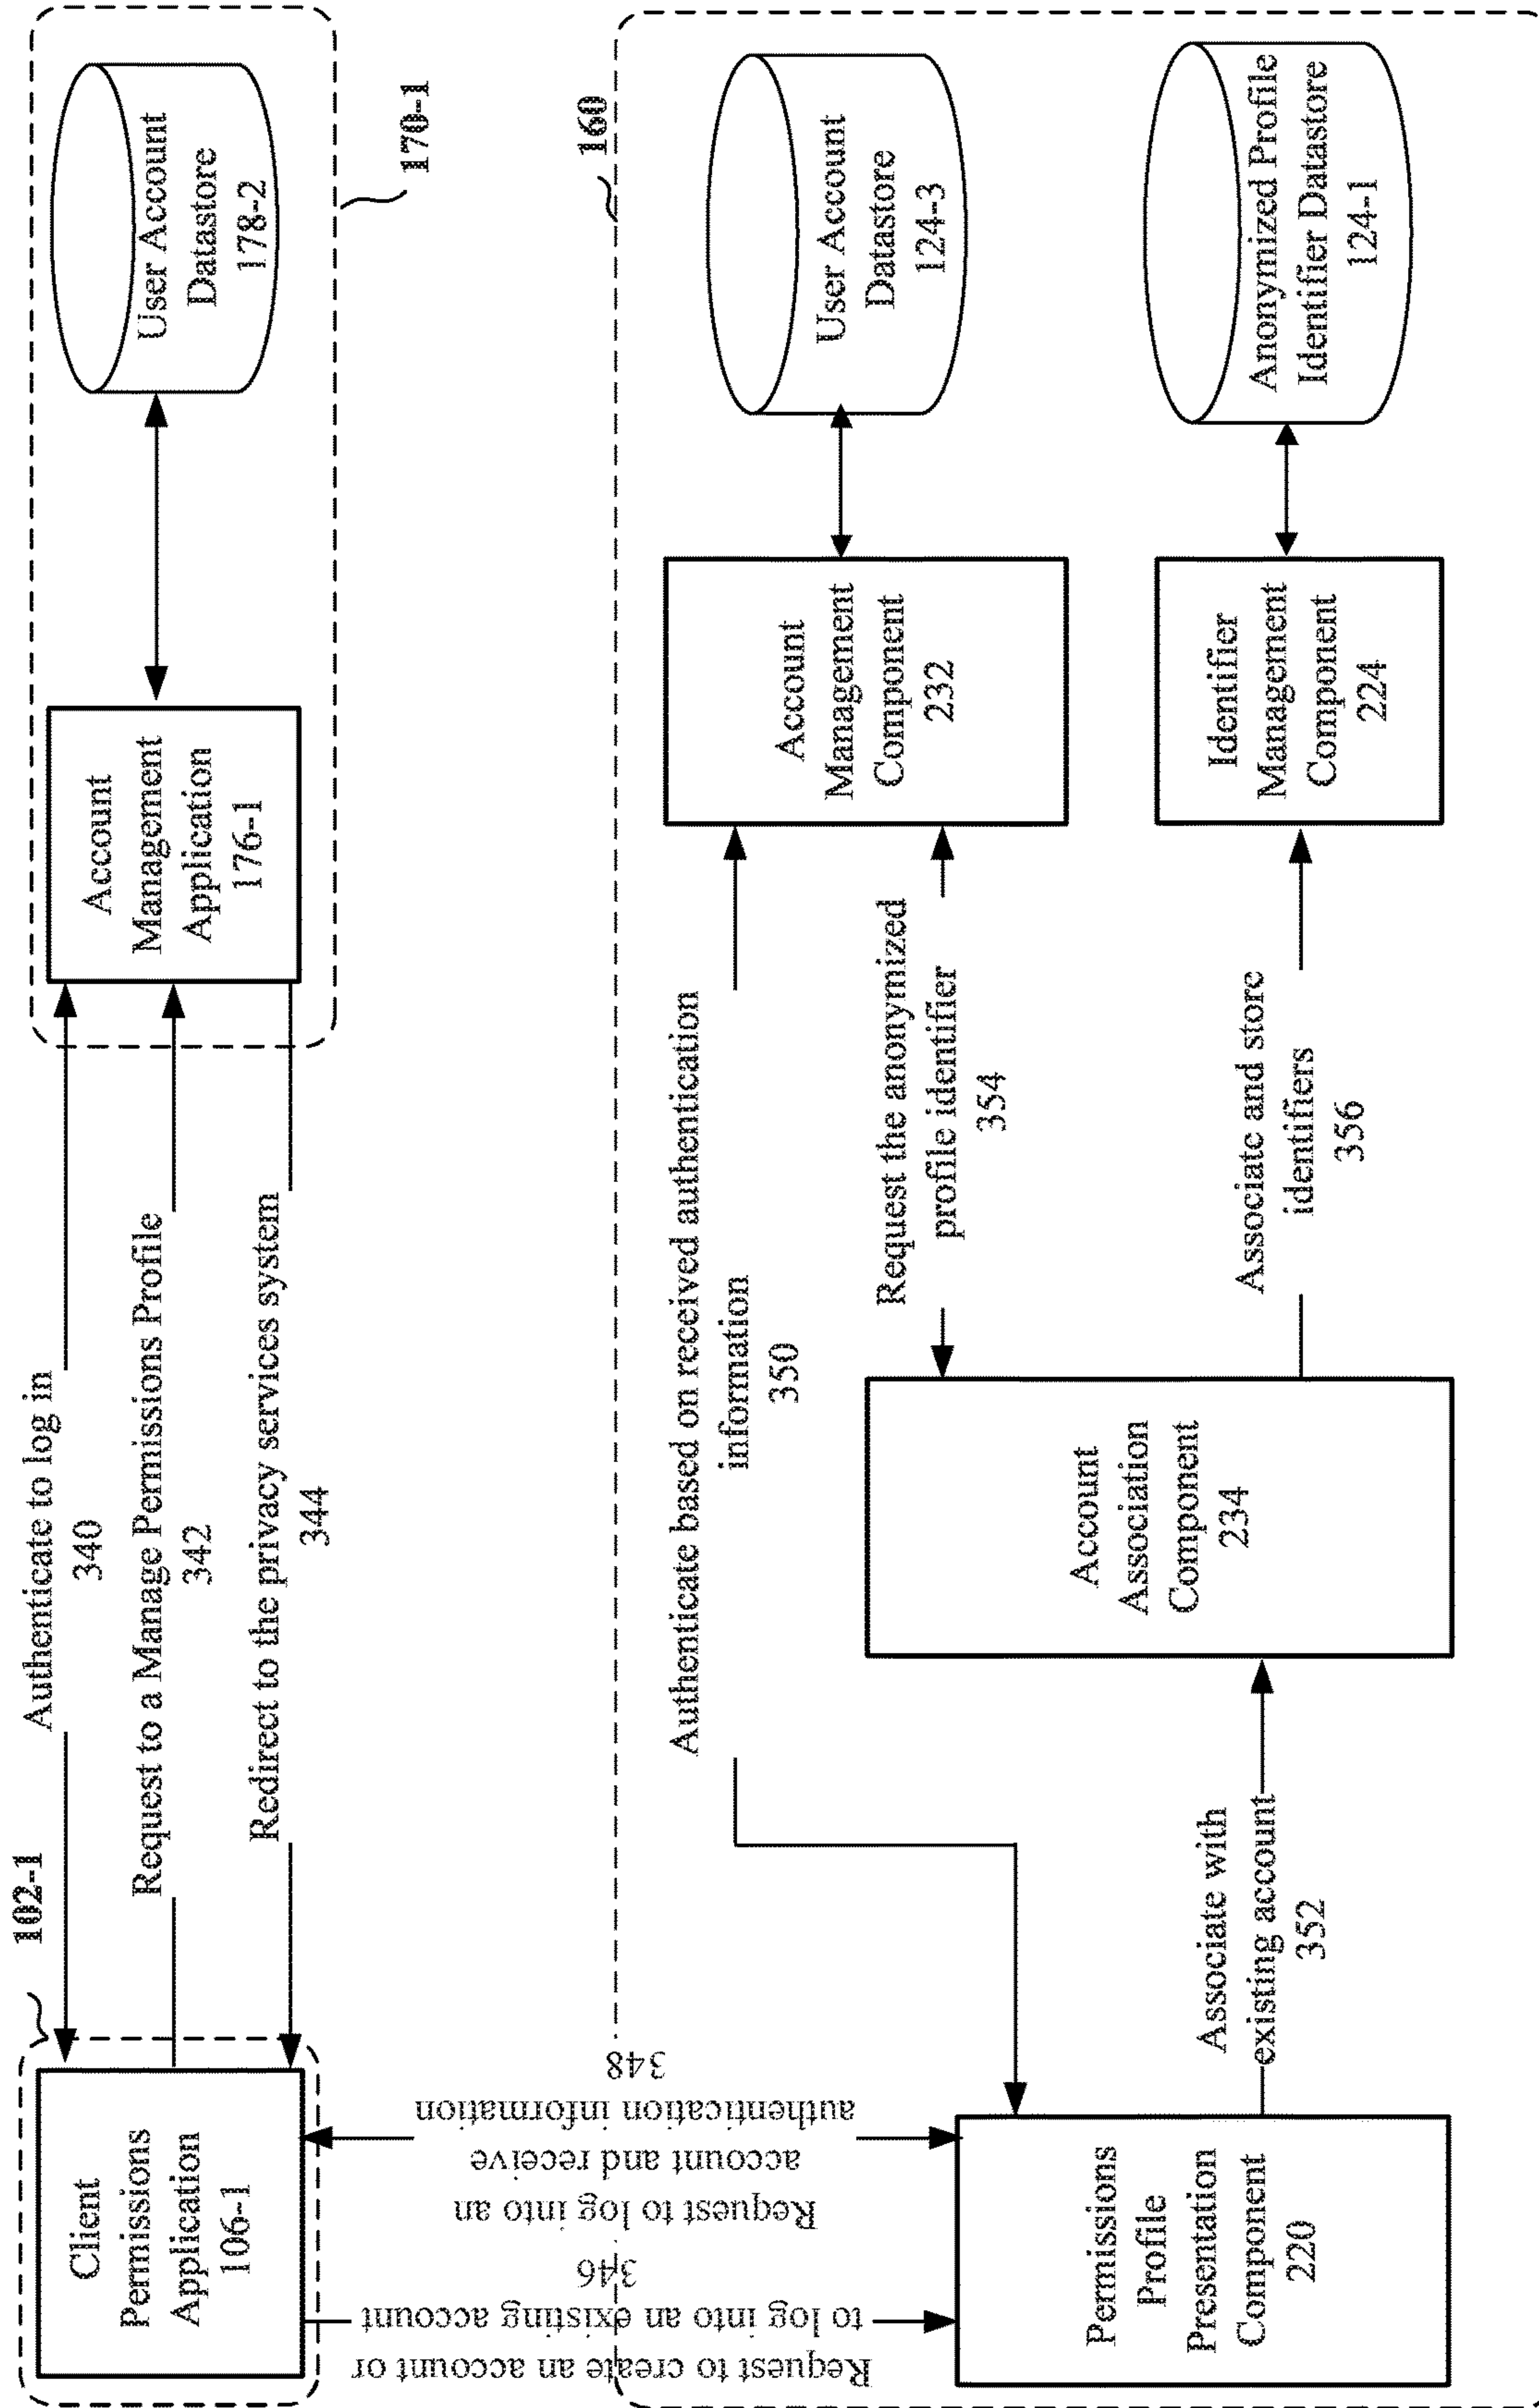 102-1
Client
Permissions
Application
106-1
Authenticate to log in
340
Request to a Manage Permissions Profile
342
Redirect to the privacy services system
344
Account
Management
Application
176-1
User Account
Datastore
178-2
170-1
160
Request to create an account or
to log into an existing account
346
Request to log into an
account and receive
authentication information
348
Authenticate based on received authentication
information
350
Account
Management
Component
232
User Account
Datastore
124-3
Request the anonymized
profile identifier
354
Permissions
Profile
Presentation
Component
220
Associate with
existing account
352
Account
Association
Component
234
Associate and store
identifiers
356
Identifier
Management
Component
224
Anonymized Profile
Identifier Datastore
124-1